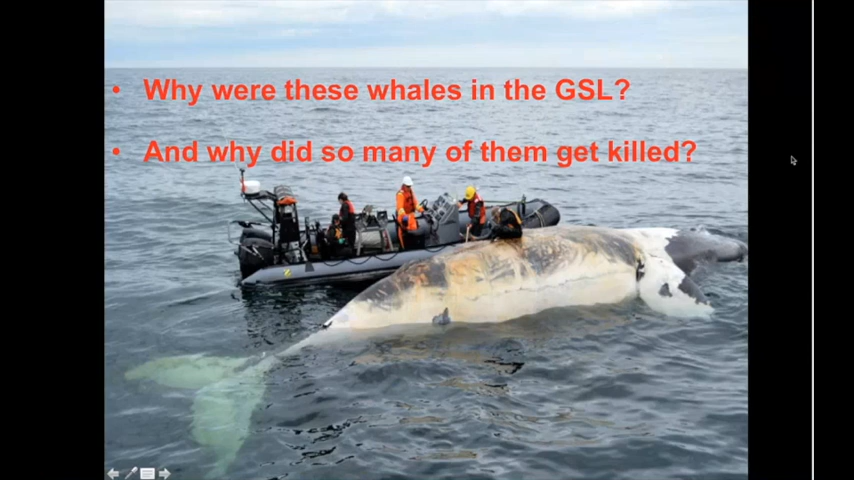 • Why were these whales in the GSL?
• And why did so many of them get killed?